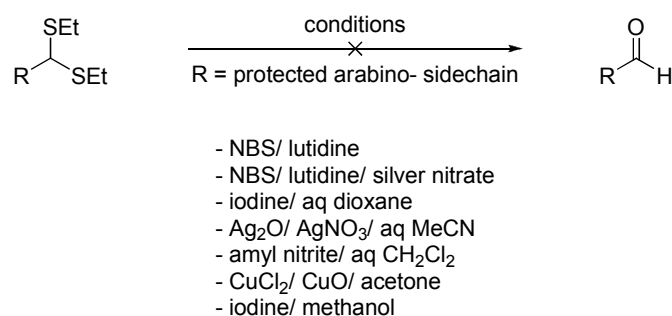 SEt
R
SEt
conditions
R = protected arabino- sidechain
O
R
H
- NBS/ lutidine
- NBS/ lutidine/ silver nitrate
- iodine/ aq dioxane
- Ag₂O/ AgNO₃/ aq MeCN
- amyl nitrite/ aq CH₂Cl₂
- CuCl₂/ CuO/ acetone
- iodine/ methanol